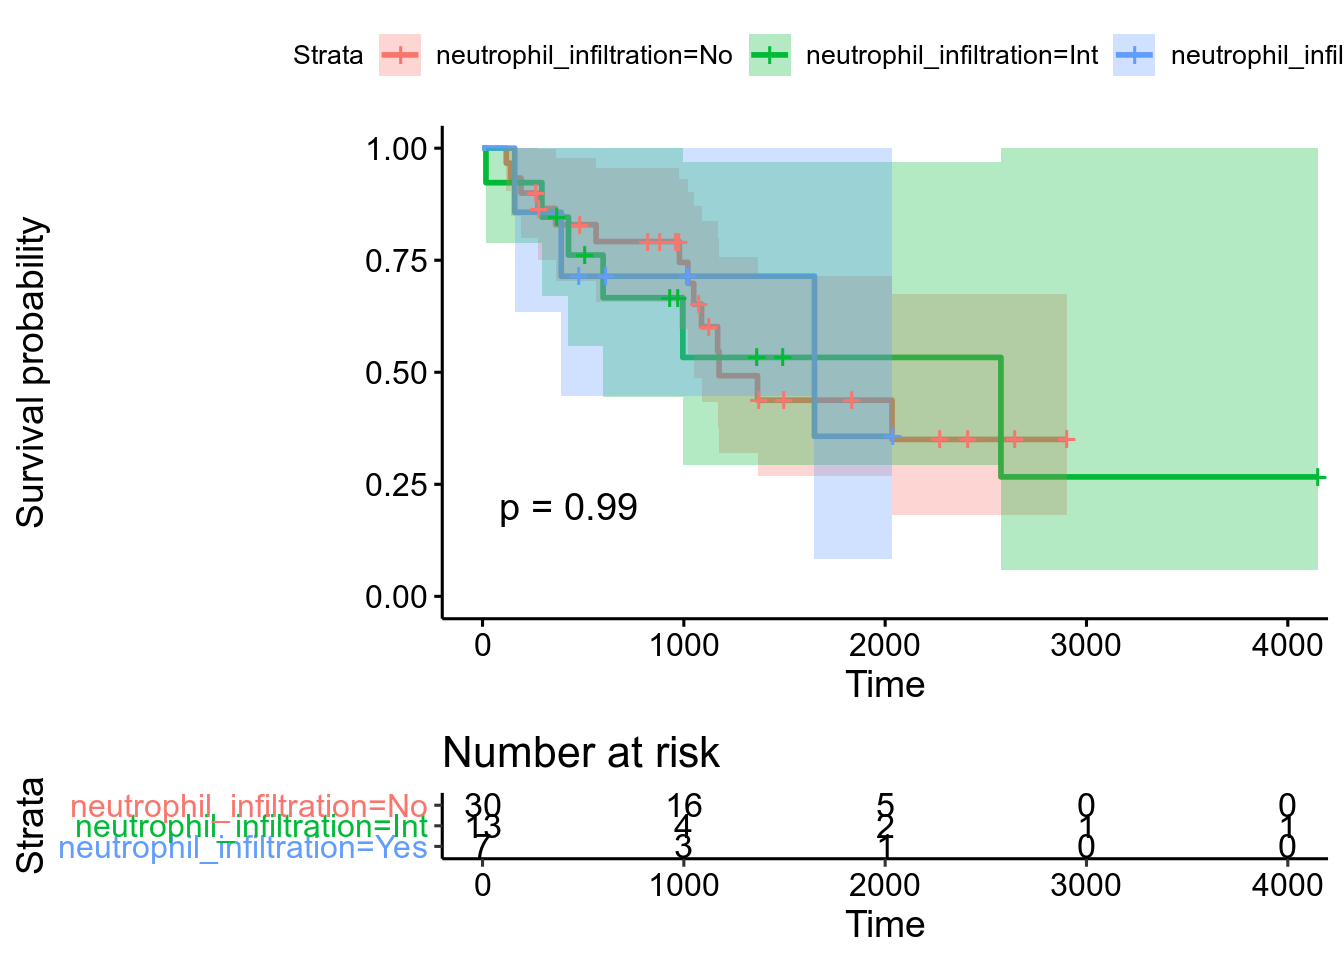 Strata neutrophil_infiltration=No neutrophil_infiltration=Int neutrophil_infil
Survival probability
1.00
0.75
0.50
0.25
0.00
p = 0.99
0 1000 2000 3000 4000
Time
Number at risk
Strata
neutrophil_infiltration=No 30 16 5 0 0
neutrophil_infiltration=Int 13 4 2 1 1
neutrophil_infiltration=Yes 7 3 1 0 0
0 1000 2000 3000 4000
Time